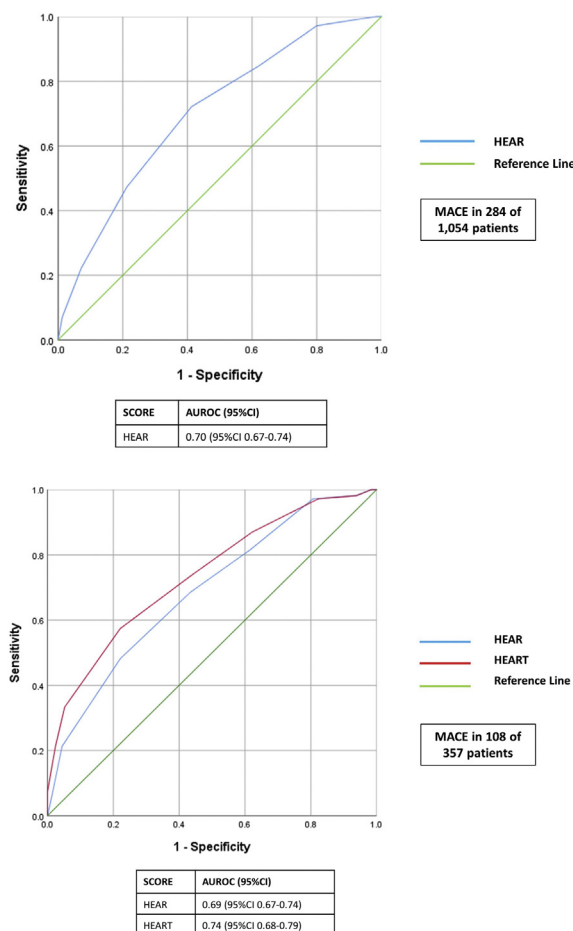 1.0
0.8
0.6
0.4
0.2
0.0
Sensitivity
0.0 0.2 0.4 0.6 0.8 1.0
1 - Specificity
HEAR
Reference Line
MACE in 284 of
1,054 patients
SCORE AUROC (95%CI)
HEAR 0.70 (95%CI 0.67-0.74)
1.0
0.8
0.6
0.4
0.2
0.0
Sensitivity
0.0 0.2 0.4 0.6 0.8 1.0
1 - Specificity
HEAR
HEART
Reference Line
MACE in 108 of
357 patients
SCORE AUROC (95%CI)
HEAR 0.69 (95%CI 0.67-0.74)
HEART 0.74 (95%CI 0.68-0.79)